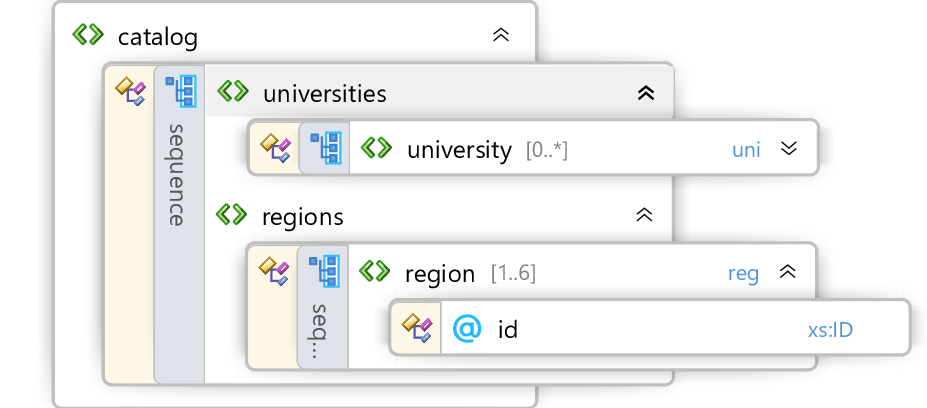 catalog
sequence
universities
university [0..*] uni
regions
seq...
region [1..6] reg
@ id xs:ID